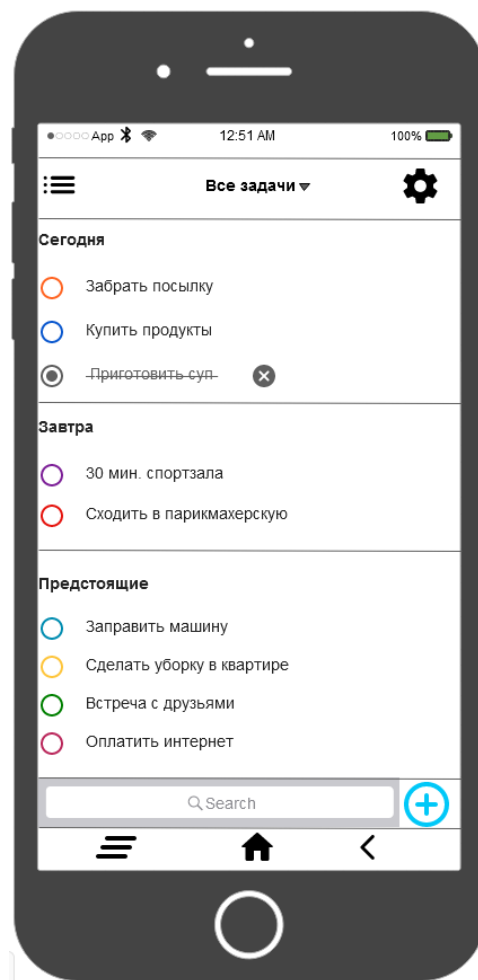 App 12:51 AM 100%
Все задачи
Сегодня
Забрать посылку
Купить продукты
Приготовить суп
Завтра
30 мин. спортзала
Сходить в парикмахерскую
Предстоящие
Заправить машину
Сделать уборку в квартире
Встреча с друзьями
Оплатить интернет
Search